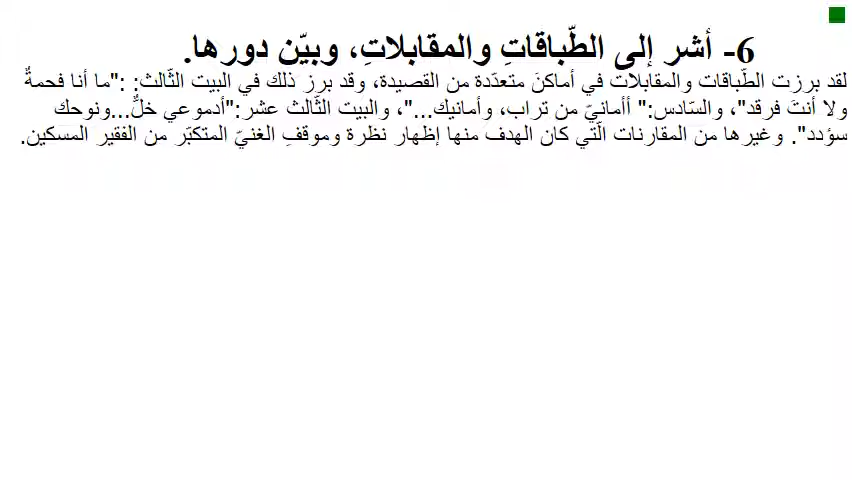 6- أشر إلى الطّباقاتِ والمقابلاتِ، وبيّن دورها.
لقد برزت الطّباقات والمقابلات في أماكنَ متعدّدة من القصيدة، وقد برز ذلك في البيت الثّالث: :"ما أنا فحمةٌ
ولا أنتَ فرقد"، والسّادس:" أأمانيّ من تراب، وأمانيك..."، والبيت الثّالث عشر:"أدموعي خلٌّ...ونوحك
سؤدد". وغيرها من المقارنات الّتي كان الهدف منها إظهار نظرة وموقفِ الغنيّ المتكبّر من الفقير المسكين.